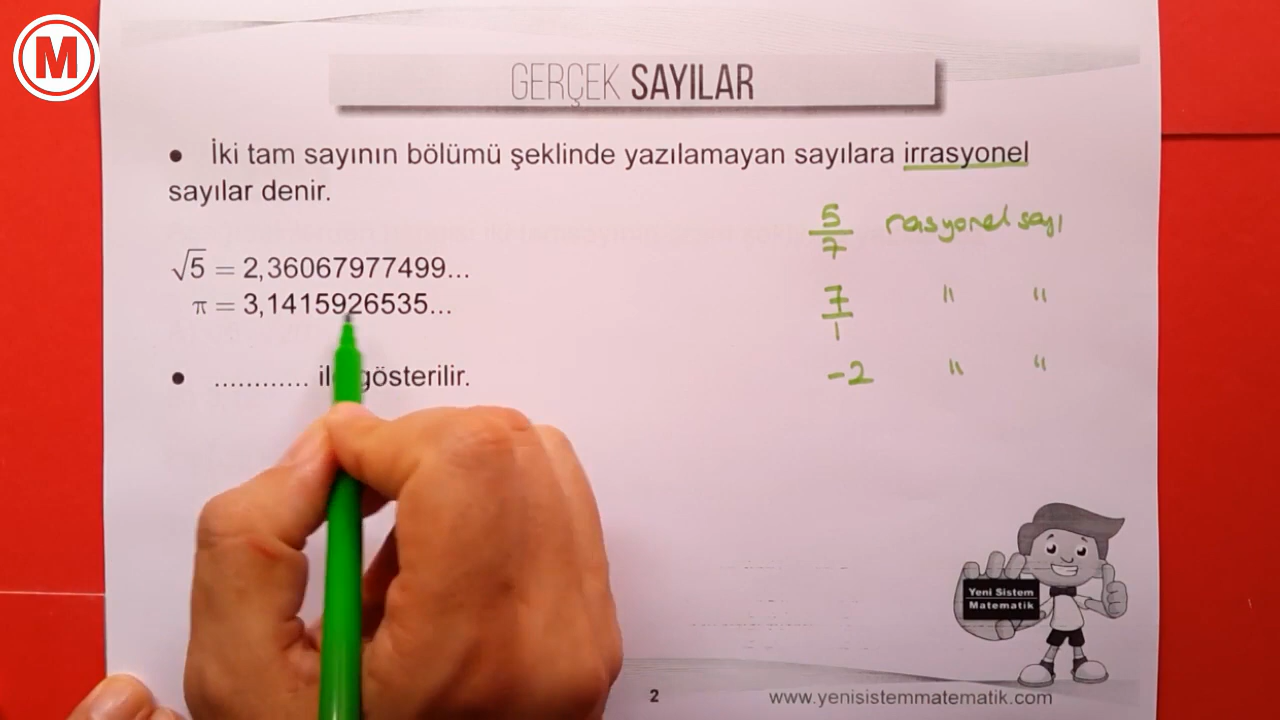 M
GERÇEK SAYILAR
● İki tam sayının bölümü şeklinde yazılamayan sayılara irrasyonel
sayılar denir.
5/7 rasyonel sayı
√5 = 2,36067977499...
π = 3,1415926535...
7/1 " "
● ............ ile gösterilir.
-2 " "
Yeni Sistem
Matematik
2
www.yenisistemmatematik.com